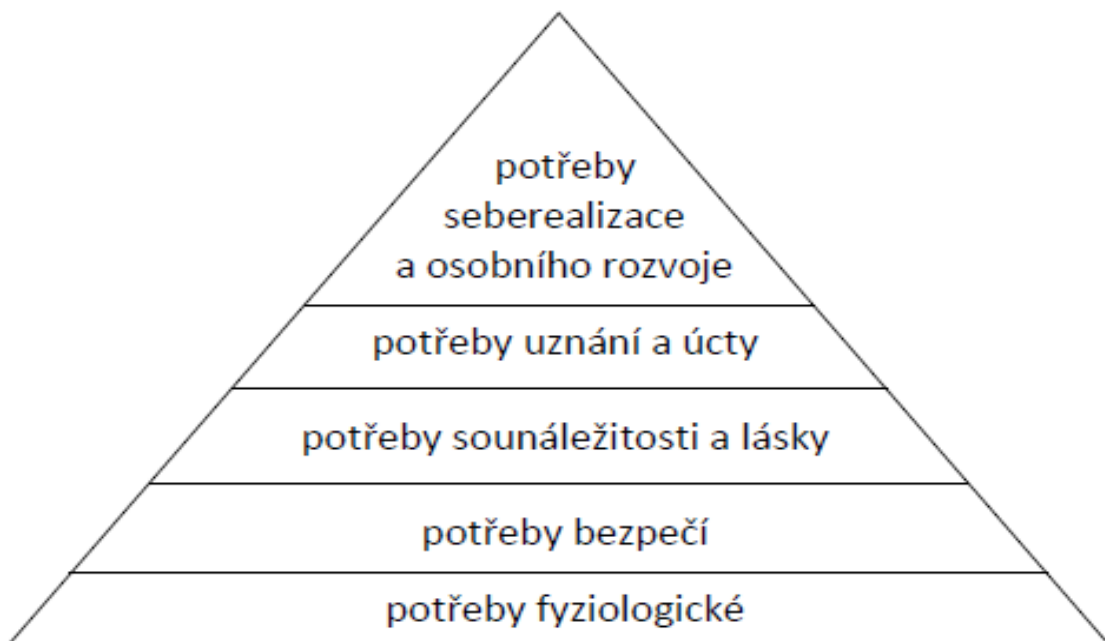 potřeby
seberealizace
a osobního rozvoje
potřeby uznání a úcty
potřeby sounáležitosti a lásky
potřeby bezpečí
potřeby fyziologické